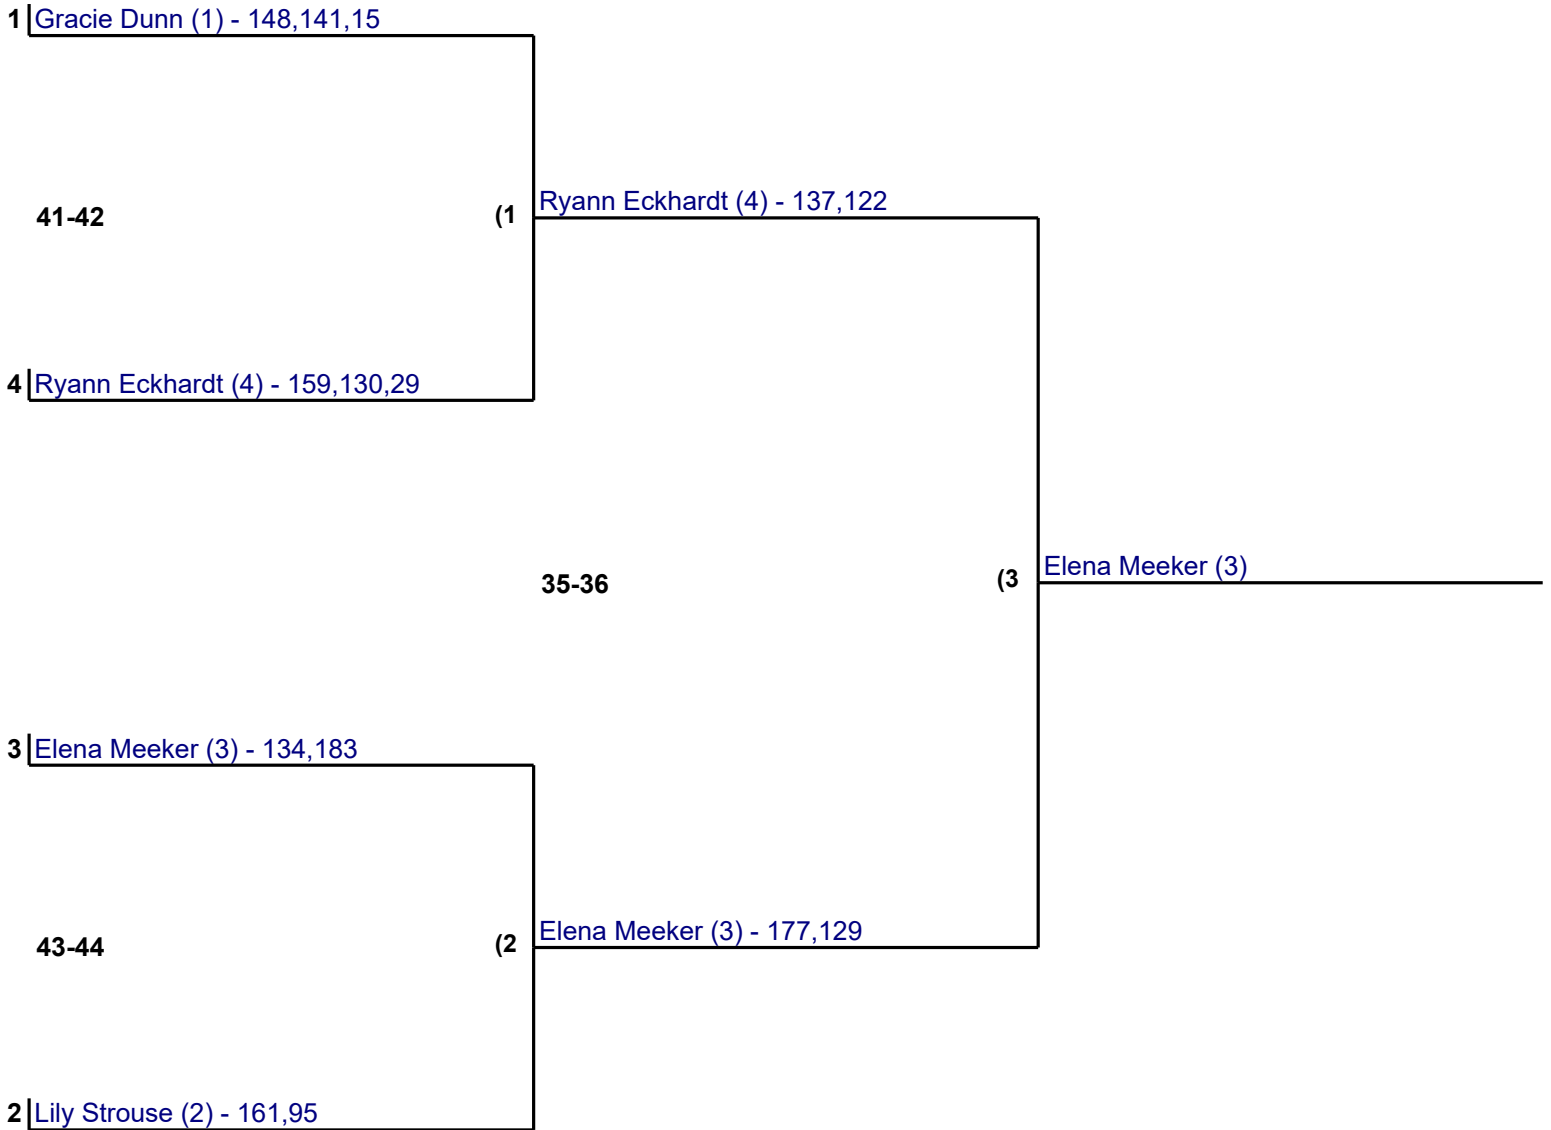 1 Gracie Dunn (1) - 148,141,15
41-42 (1 Ryann Eckhardt (4) - 137,122
4 Ryann Eckhardt (4) - 159,130,29
35-36 (3 Elena Meeker (3)
3 Elena Meeker (3) - 134,183
43-44 (2 Elena Meeker (3) - 177,129
2 Lily Strouse (2) - 161,95